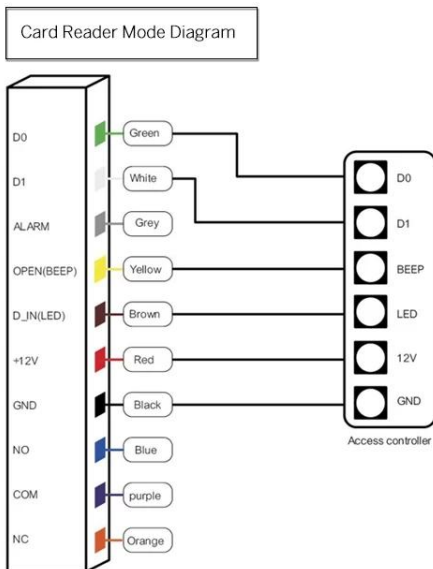 Card Reader Mode Diagram
D0 Green
D1 White
ALARM Grey
OPEN(BEEP) Yellow
D_IN(LED) Brown
+12V Red
GND Black
NO Blue
COM purple
NC Orange
D0
D1
BEEP
LED
12V
GND
Access controller